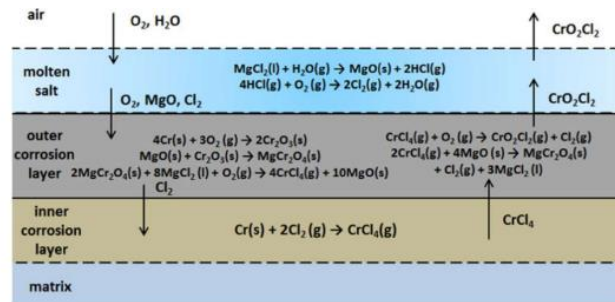 air
O₂, H₂O
CrO₂Cl₂
molten
salt
MgCl₂(l) + H₂O(g) → MgO(s) + 2HCl(g)
4HCl(g) + O₂(g) → 2Cl₂(g) + 2H₂O(g)
O₂, MgO, Cl₂
CrO₂Cl₂
outer
corrosion
layer
4Cr(s) + 3O₂ (g) → 2Cr₂O₃(s)
MgO(s) + Cr₂O₃(s) → MgCr₂O₄(s)
2MgCr₂O₄(s) + 8MgCl₂ (l) + O₂(g) → 4CrCl₄(g) + 10MgO(s)
Cl₂
CrCl₄(g) + O₂(g) → CrO₂Cl₂(g) + Cl₂(g)
2CrCl₄(g) + 4MgO (s) → MgCr₂O₄(s)
+ Cl₂(g) + 3MgCl₂ (l)
inner
corrosion
layer
Cr(s) + 2Cl₂ (g) → CrCl₄(g)
CrCl₄
matrix